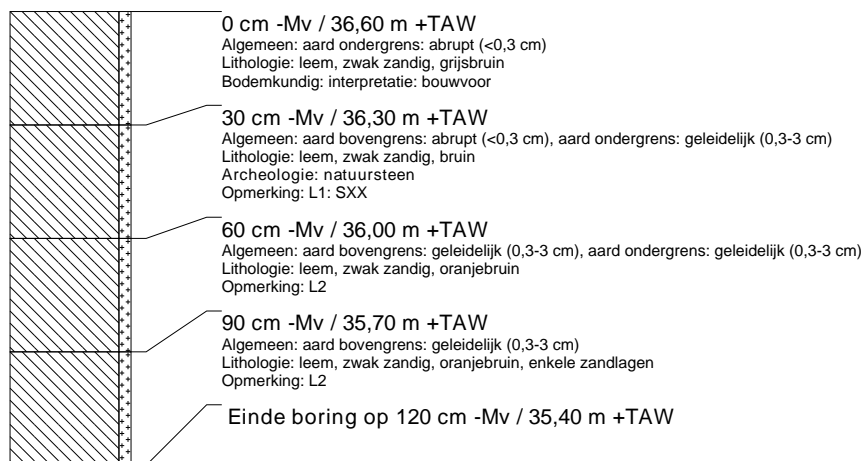 0 cm -Mv / 36,60 m +TAW
Algemeen: aard ondergrens: abrupt (<0,3 cm)
Lithologie: leem, zwak zandig, grijsbruin
Bodemkundig: interpretatie: bouwvoor
30 cm -Mv / 36,30 m +TAW
Algemeen: aard bovengrens: abrupt (<0,3 cm), aard ondergrens: geleidelijk (0,3-3 cm)
Lithologie: leem, zwak zandig, bruin
Archeologie: natuursteen
Opmerking: L1: SXX
60 cm -Mv / 36,00 m +TAW
Algemeen: aard bovengrens: geleidelijk (0,3-3 cm), aard ondergrens: geleidelijk (0,3-3 cm)
Lithologie: leem, zwak zandig, oranjebruin
Opmerking: L2
90 cm -Mv / 35,70 m +TAW
Algemeen: aard bovengrens: geleidelijk (0,3-3 cm)
Lithologie: leem, zwak zandig, oranjebruin, enkele zandlagen
Opmerking: L2
Einde boring op 120 cm -Mv / 35,40 m +TAW